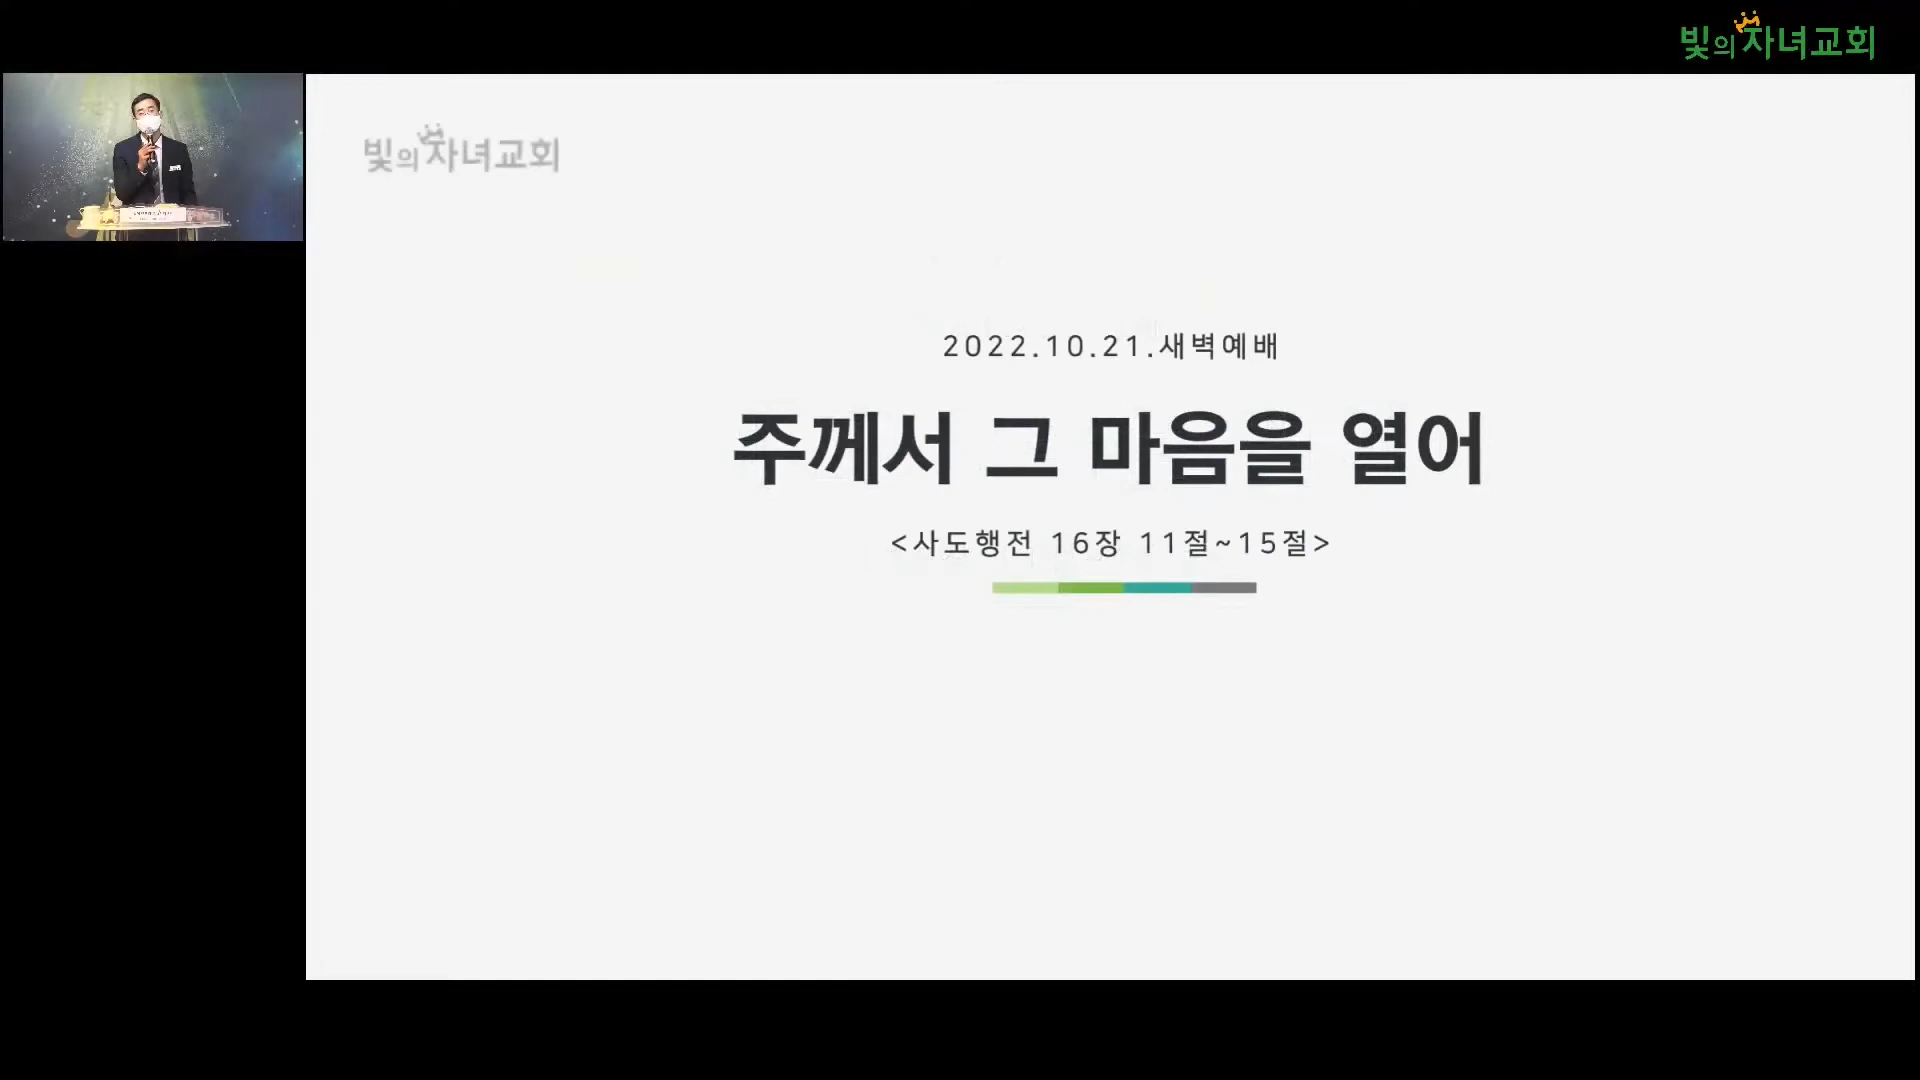 빛의자녀교회
빛의자녀교회
2022.10.21.새벽예배
주께서 그 마음을 열어
<사도행전 16장 11절~15절>